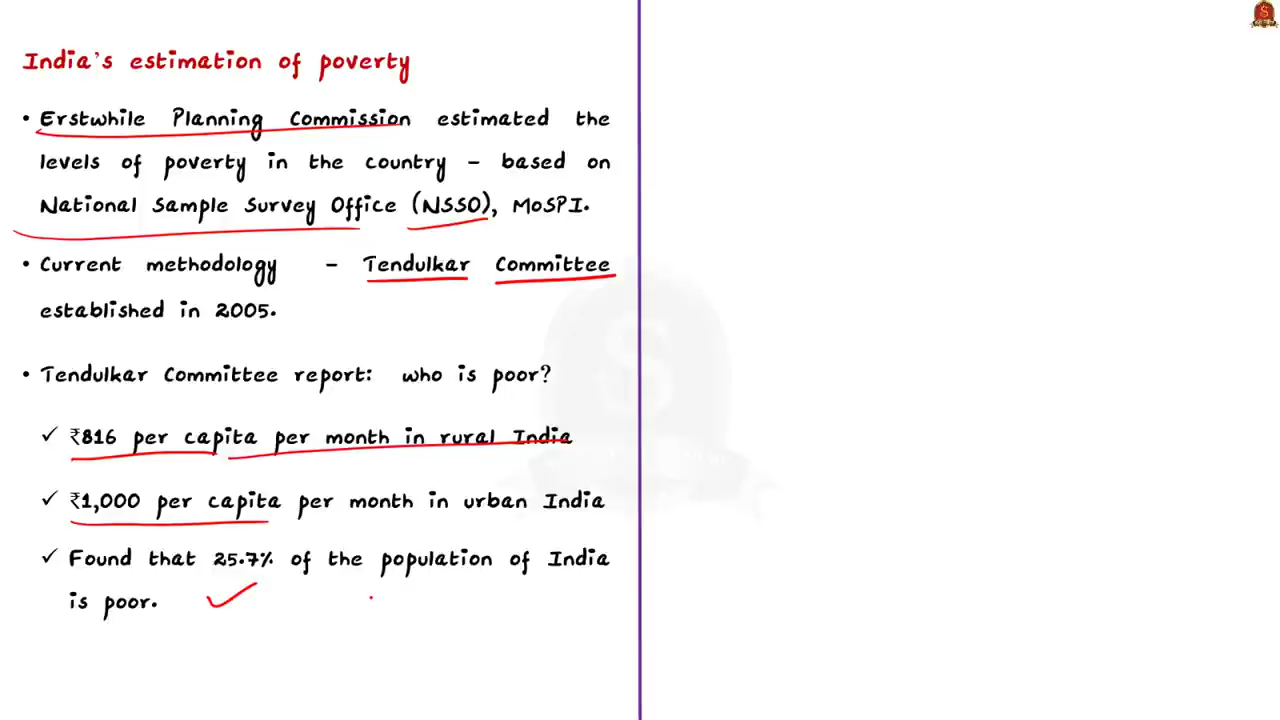 India's estimation of poverty
• Erstwhile Planning Commission estimated the
levels of poverty in the country – based on
National Sample Survey Office (NSSO), MoSPI.
• Current methodology – Tendulkar Committee
established in 2005.
• Tendulkar Committee report: who is poor?
✓ ₹816 per capita per month in rural India
✓ ₹1,000 per capita per month in urban India
✓ Found that 25.7% of the population of India
is poor.